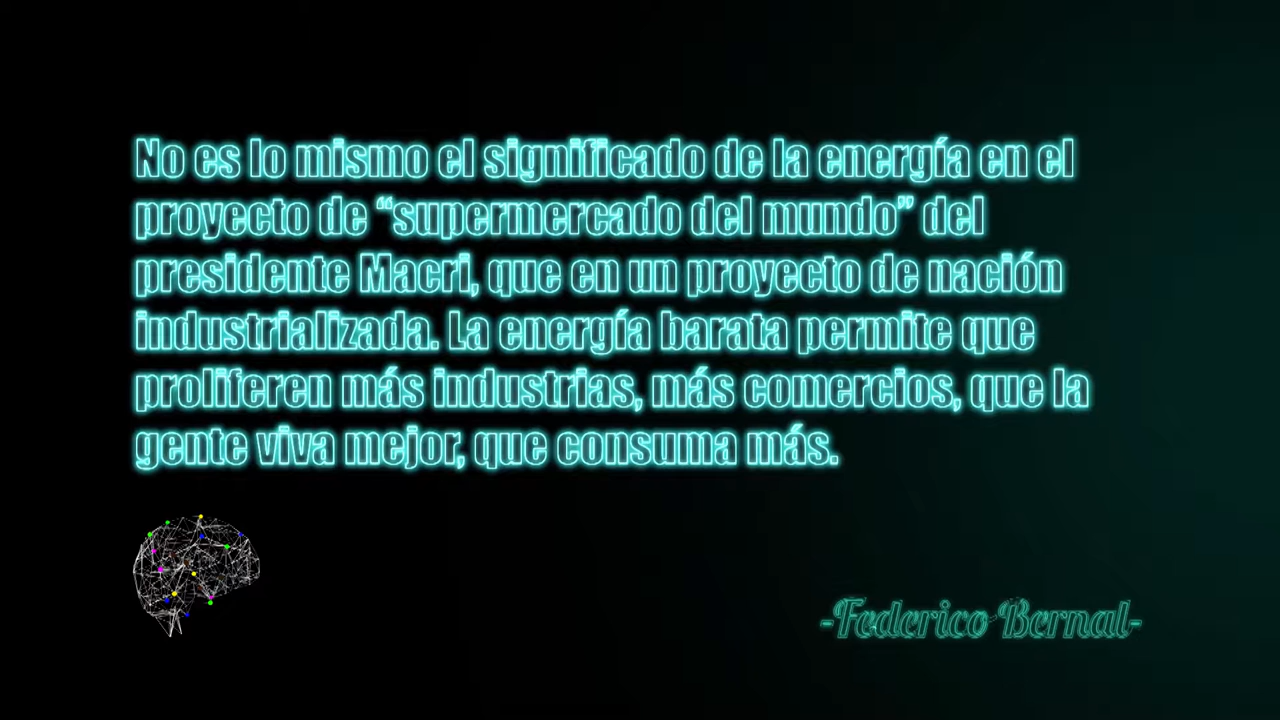 No es lo mismo el significado de la energía en el
proyecto de “supermercado del mundo” del
presidente Macri, que en un proyecto de nación
industrializada. La energía barata permite que
proliferen más industrias, más comercios, que la
gente viva mejor, que consuma más.
-Federico Bernal-